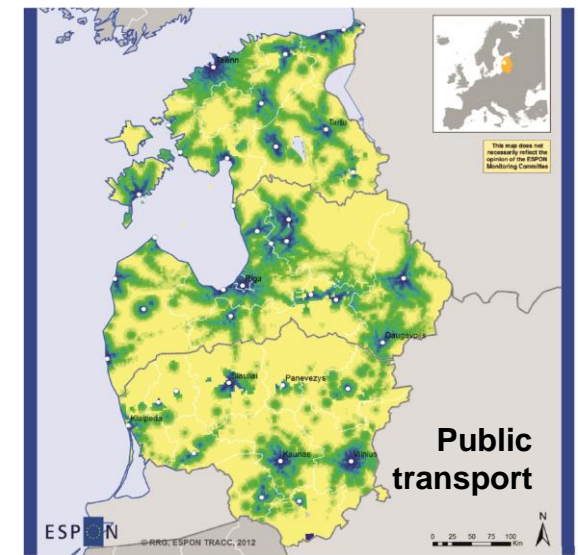 This map does not
necessarily reflect the
opinion of the ESPON
Monitoring Committee
Tallinn
Tartu
Riga
Daugavpils
Siauliai
Panevezys
Klaipeda
Kaunas
Vilnius
Public
transport
ESPON
© RRG, ESPON TRACC, 2012
N
0 25 50 75 100
Km